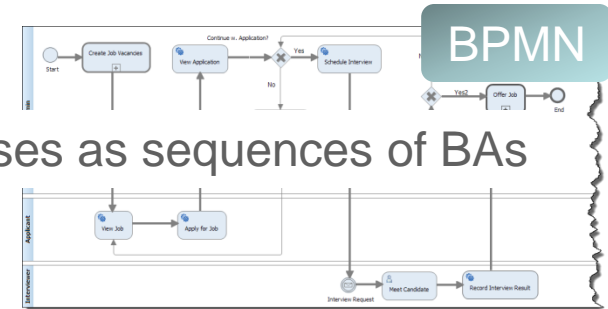 BPMN
Continue w. Application?
Create Job Vacancies
View Application
Yes
Schedule Interview
Start
No
Yes2
Offer Job
End
ses as sequences of BAs
Applicant
View Job
Apply for Job
Interviewer
Interview Request
Meet Candidate
Record Interview Result